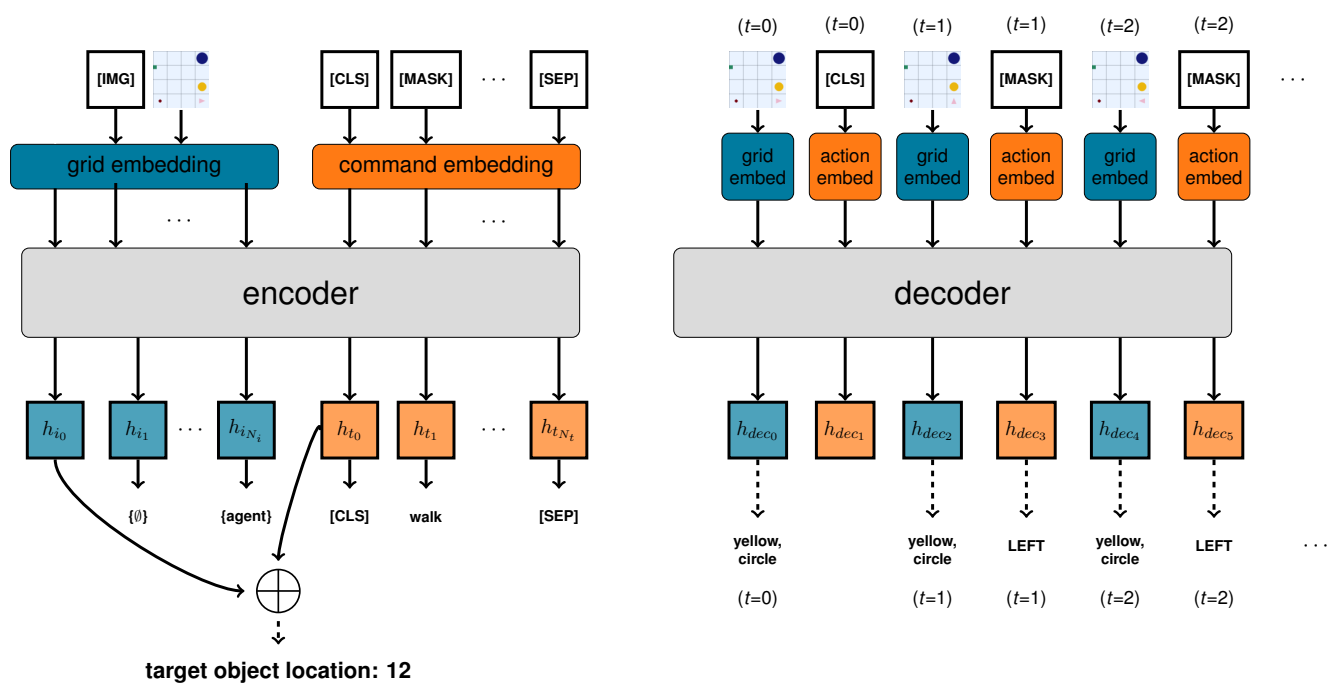 (t=0) (t=0) (t=1) (t=1) (t=2) (t=2)
[IMG] [CLS] [MASK] ... [SEP] [CLS] [MASK] [MASK] ...
grid embedding command embedding
grid embed action embed grid embed action embed grid embed action embed
... ...
encoder decoder
h_{i_0} h_{i_1} ... h_{i_{N_i}} h_{t_0} h_{t_1} ... h_{t_{N_t}} h_{dec_0} h_{dec_1} h_{dec_2} h_{dec_3} h_{dec_4} h_{dec_5}
{∅} {agent} [CLS] walk [SEP]
yellow, circle yellow, circle LEFT yellow, circle LEFT ...
(t=0) (t=1) (t=1) (t=2) (t=2)
target object location: 12